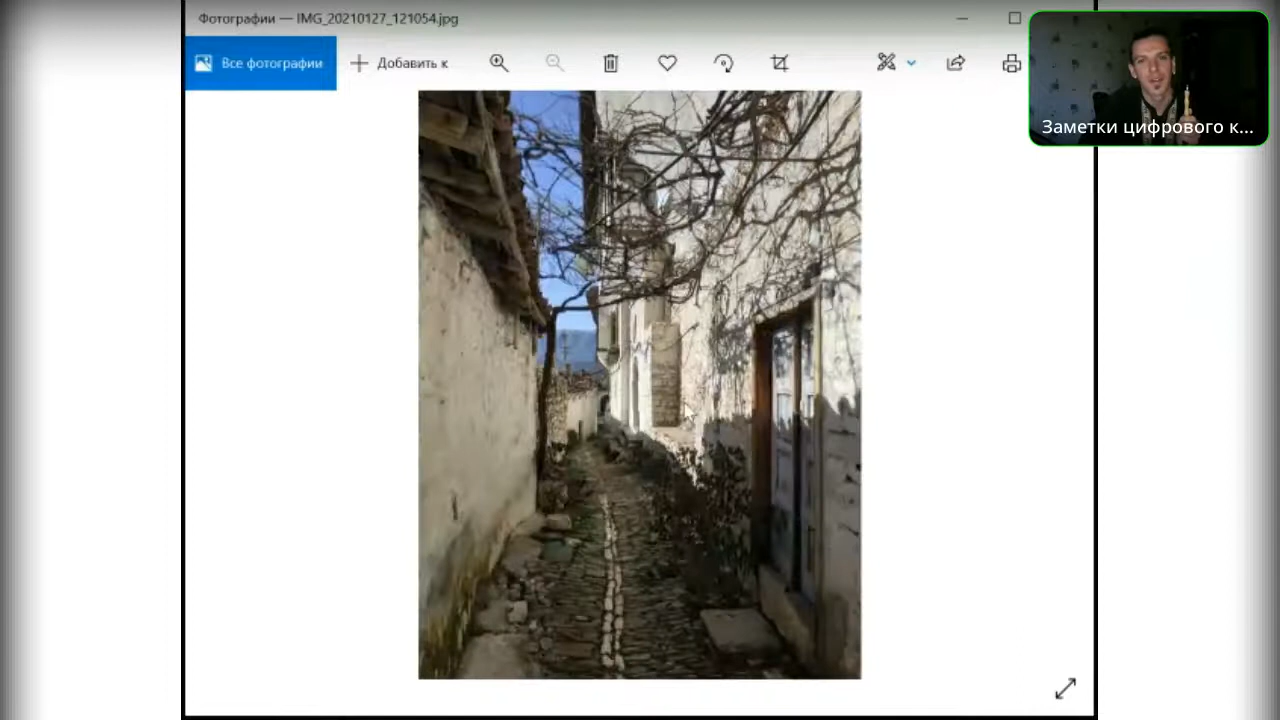 Фотографии — IMG_20210127_121054.jpg
Все фотографии
Добавить к
Заметки цифрового к...